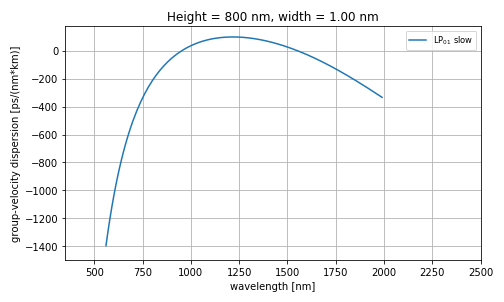 Height = 800 nm, width = 1.00 nm
LP₀₁ slow
group-velocity dispersion [ps/(nm*km)]
0
−200
−400
−600
−800
−1000
−1200
−1400
500 750 1000 1250 1500 1750 2000 2250 2500
wavelength [nm]